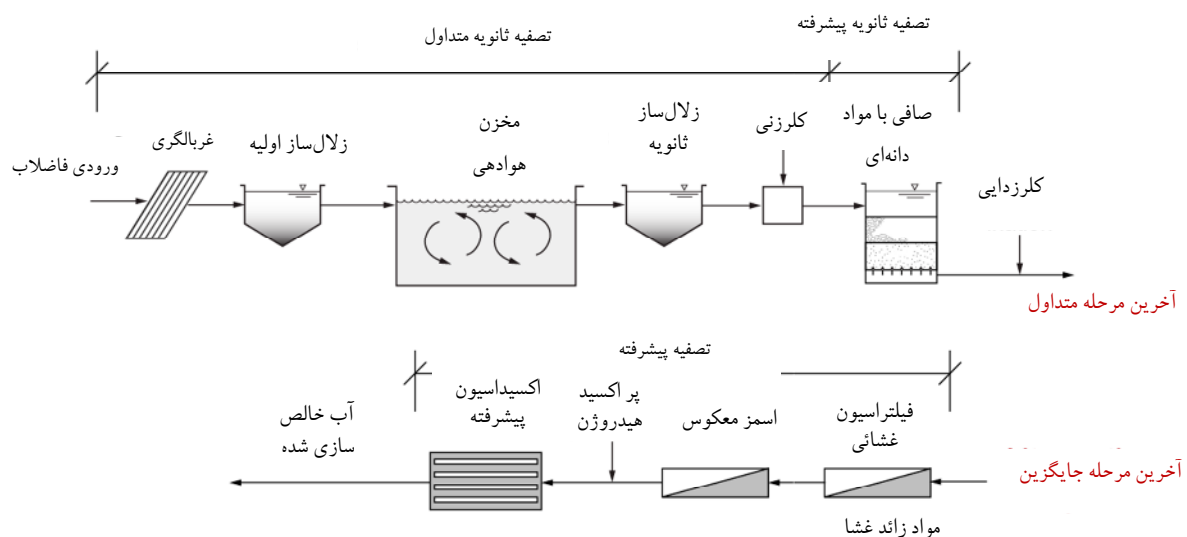 تصفیه ثانویه پیشرفته
تصفیه ثانویه متداول
ورودی فاضلاب
غربالگری
زلال‌ساز اولیه
مخزن
هوادهی
زلال‌ساز
ثانویه
کلرزنی
صافی با مواد
دانه‌ای
کلرزدایی
آخرین مرحله متداول
تصفیه پیشرفته
آخرین مرحله جایگزین
فیلتراسیون
غشائی
مواد زائد غشا
اسمز معکوس
پر اکسید
هیدروژن
اکسیداسیون
پیشرفته
آب خالص
سازی شده